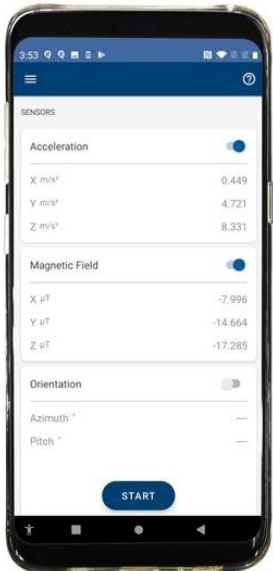 3:53
SENSORS
Acceleration
X m/s² 0.449
Y m/s² 4.721
Z m/s² 8.331
Magnetic Field
X μT -7.996
Y μT -14.664
Z μT -17.285
Orientation
Azimuth ° —
Pitch ° —
START